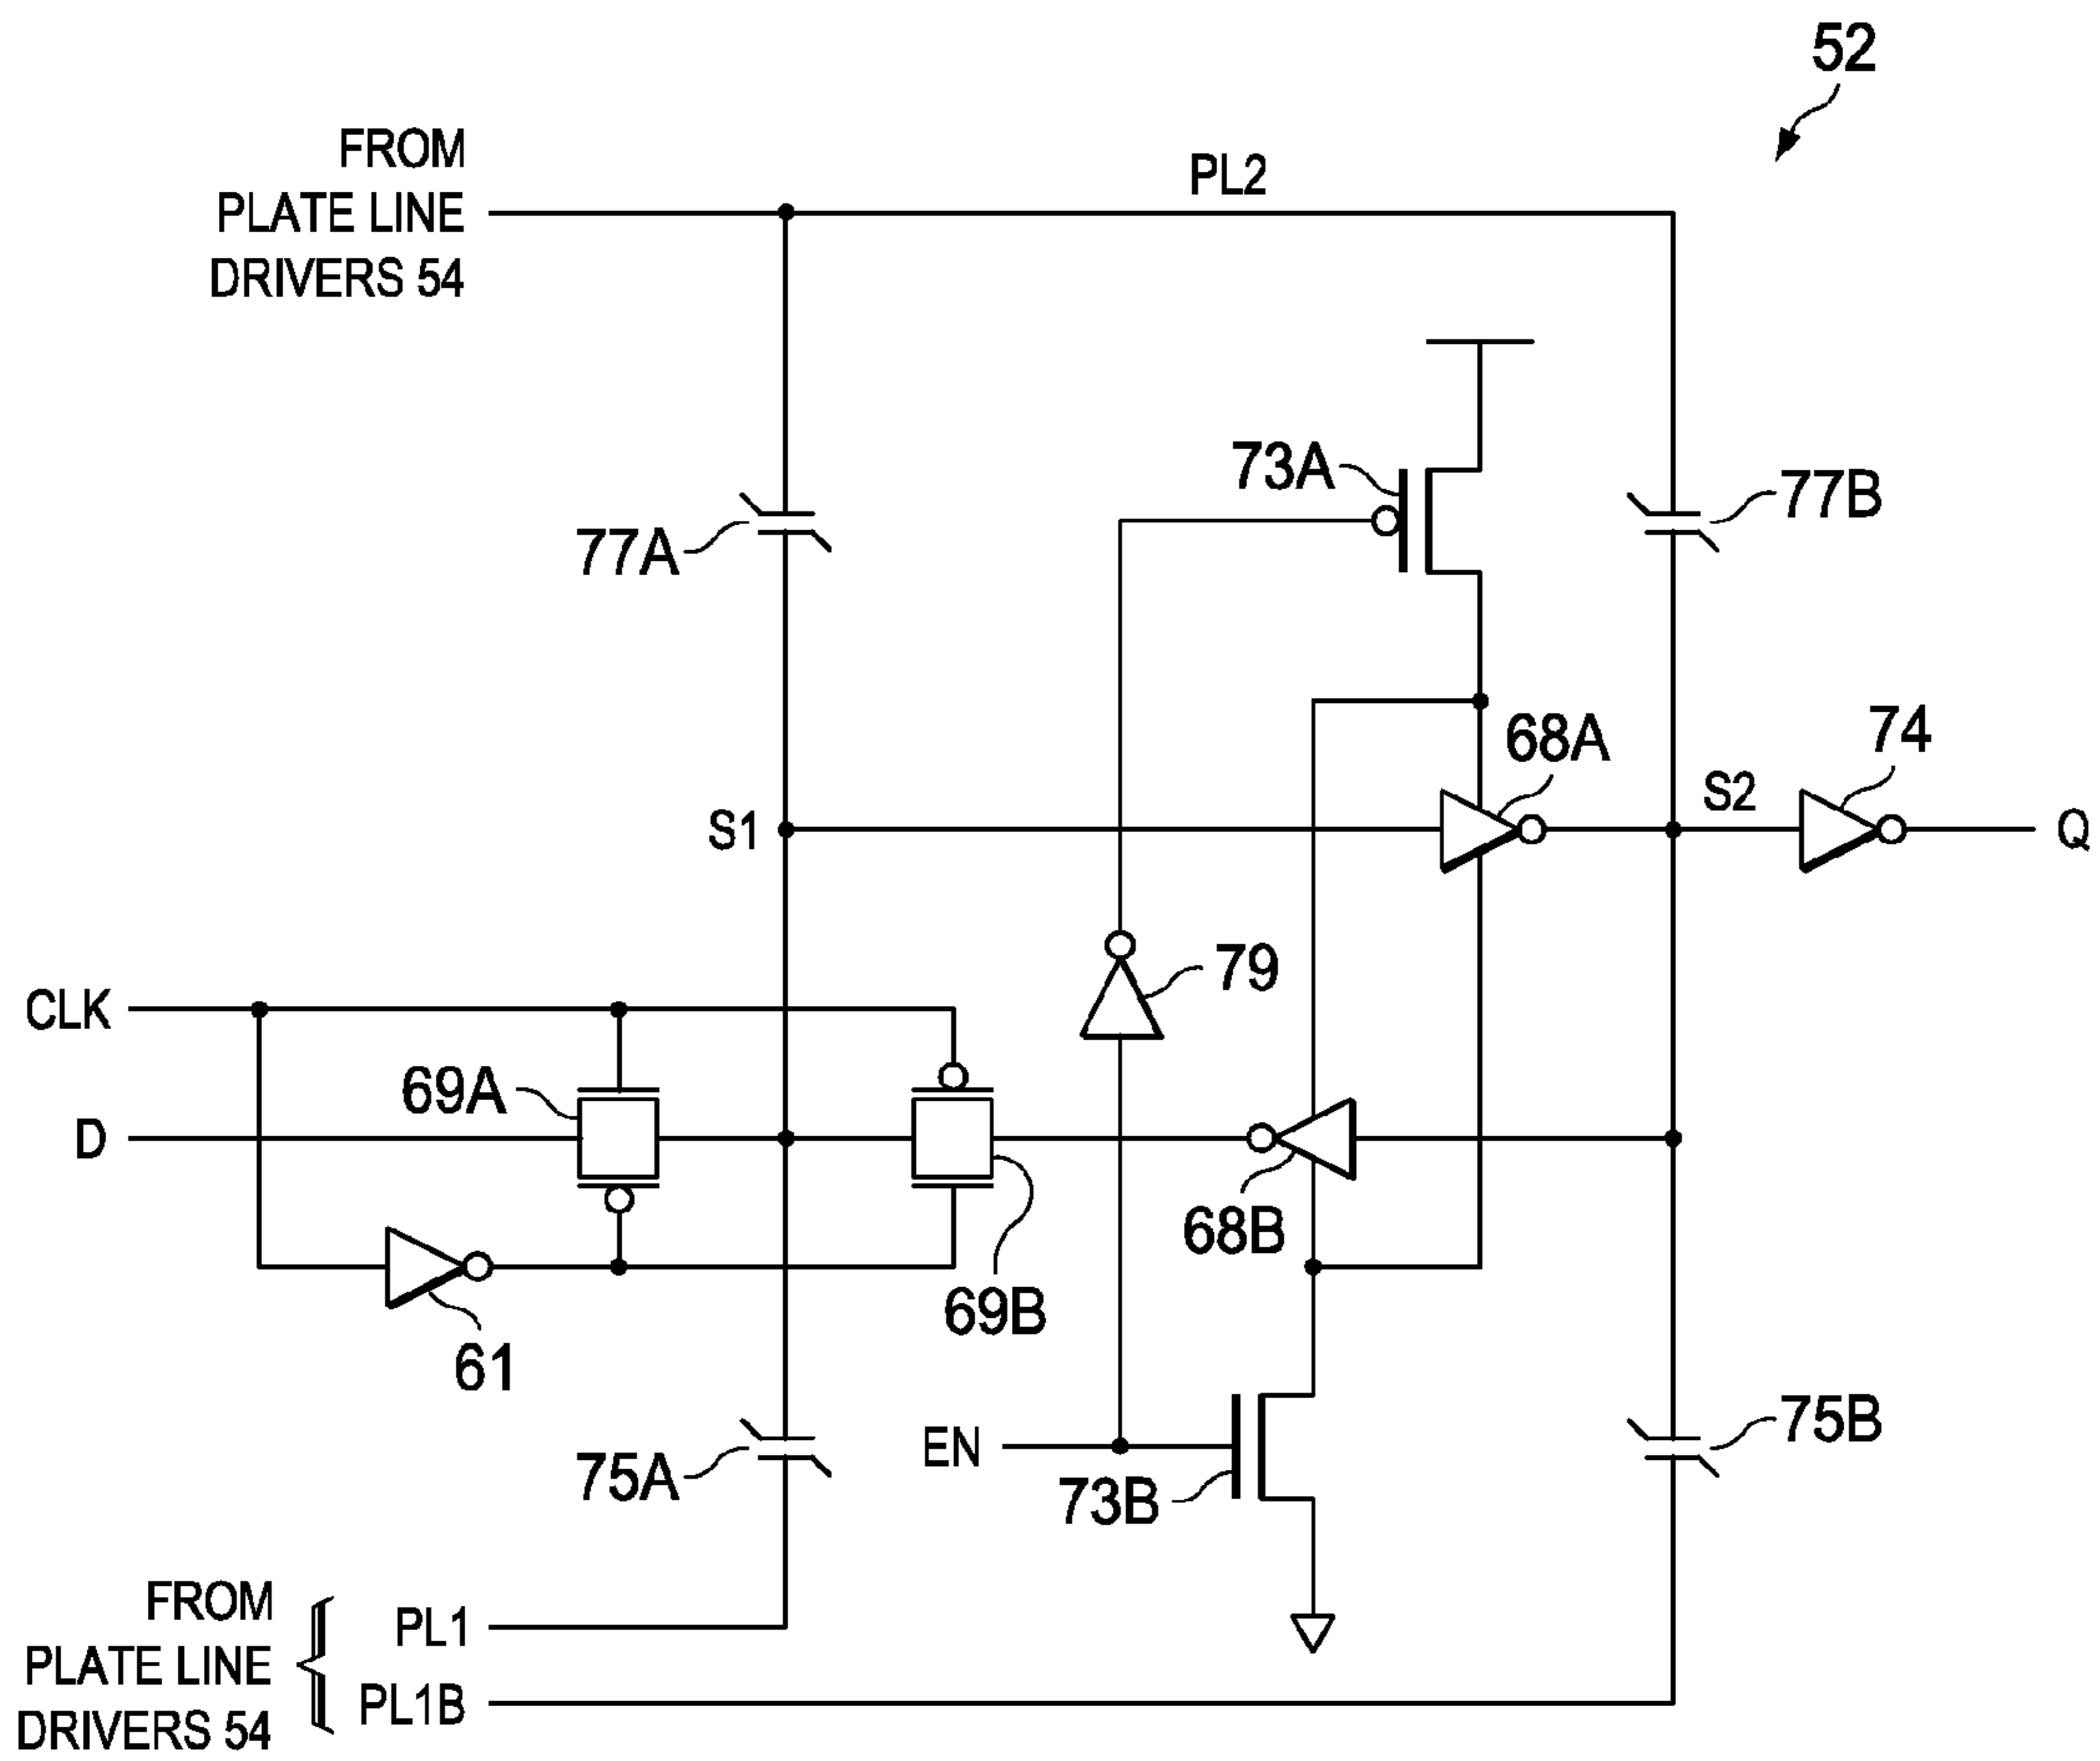 52
FROM
PLATE LINE
DRIVERS 54
PL2
73A
77B
77A
68A
74
S2
S1
Q
79
CLK
69A
D
68B
69B
61
75B
EN
75A
73B
FROM
PLATE LINE
DRIVERS 54
PL1
PL1B